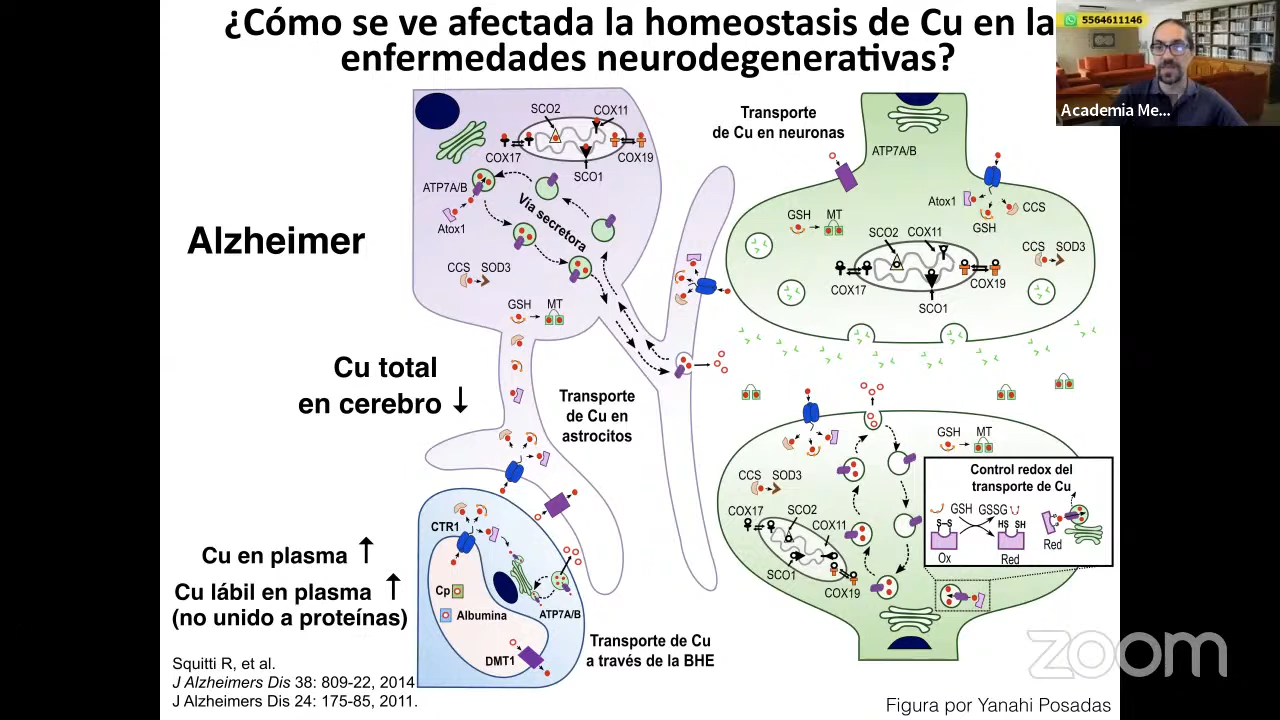 ¿Cómo se ve afectada la homeostasis de Cu en la
enfermedades neurodegenerativas?
5564611146
Academia Me...
Alzheimer
Cu total
en cerebro ↓
Cu en plasma ↑
Cu lábil en plasma ↑
(no unido a proteínas)
Squitti R, et al.
J Alzheimers Dis 38: 809-22, 2014
J Alzheimers Dis 24: 175-85, 2011.
SCO2
COX11
COX17
COX19
SCO1
ATP7A/B
Atox1
Vía secretora
CCS SOD3
GSH MT
Transporte
de Cu en
astrocitos
CTR1
Cp
Albumina
ATP7A/B
DMT1
Transporte de Cu
a través de la BHE
Transporte
de Cu en neuronas
ATP7A/B
Atox1
CCS
GSH
GSH MT
SCO2 COX11
CCS SOD3
COX17
COX19
SCO1
GSH MT
CCS SOD3
COX17
SCO2
COX11
SCO1
COX19
Control redox del
transporte de Cu
GSH GSSG
S-S
HS SH
Ox
Red
Red
zoom
Figura por Yanahi Posadas